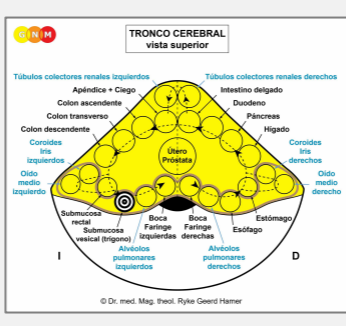 GNM
TRONCO CEREBRAL
vista superior
Túbulos colectores renales izquierdos
Túbulos colectores renales derechos
Apéndice + Ciego
Intestino delgado
Colon ascendente
Duodeno
Colon transverso
Páncreas
Colon descendente
Hígado
Coroides
Iris
izquierdos
Coroides
Iris
derechos
Útero
Próstata
Oido
medio
izquierdo
Oido
medio
derecho
Submucosa
rectal
Submucosa
vesical (trigono)
Boca
Faringe
izquierdas
Boca
Faringe
derechas
Estómago
Esófago
Alvéolos
pulmonares
izquierdos
Alvéolos
pulmonares
derechos
I
D
© Dr. med. Mag. theol. Ryke Geerd Hamer